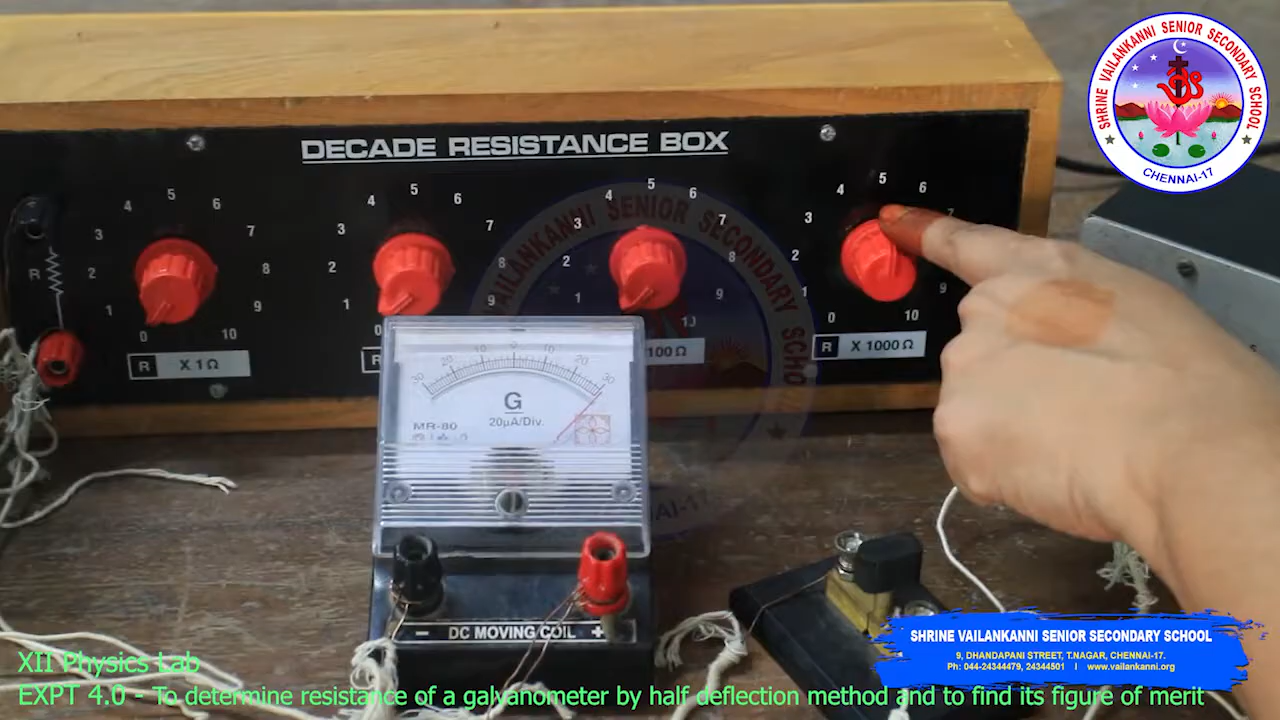 DECADE RESISTANCE BOX
0 1 2 3 4 5 6 7 8 9 10
R
R X 1Ω
0 1 2 3 4 5 6 7 8 9
R
1 2 3 4 5 6 7 8 9 10
100Ω
0 1 2 3 4 5 6 7 9 10
R X 1000Ω
30 20 10 0 10 20 30
G
20µA/Div.
MR-80
− DC MOVING COIL +
SHRINE VAILANKANNI SENIOR SECONDARY SCHOOL
CHENNAI-17
SHRINE VAILANKANNI SENIOR SECONDARY SCHOOL
9, DHANDAPANI STREET, T.NAGAR, CHENNAI-17.
Ph: 044-24344479, 24344501 I www.vailankanni.org
XII Physics Lab
EXPT 4.0 - To determine resistance of a galvanometer by half deflection method and to find its figure of merit